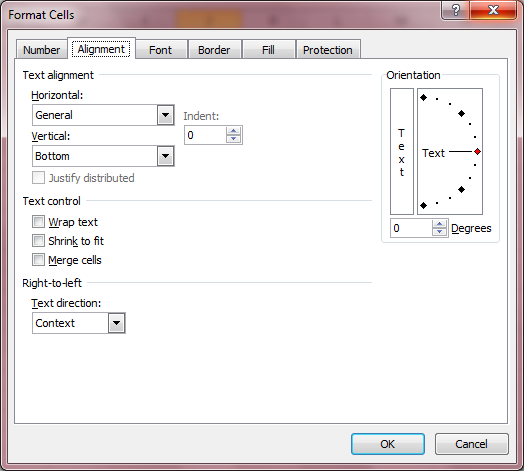 Format Cells
Number Alignment Font Border Fill Protection
Text alignment
Horizontal:
General
Indent:
0
Vertical:
Bottom
Justify distributed
Text control
Wrap text
Shrink to fit
Merge cells
Right-to-left
Text direction:
Context
Orientation
T
e
x
t
Text
0 Degrees
OK Cancel